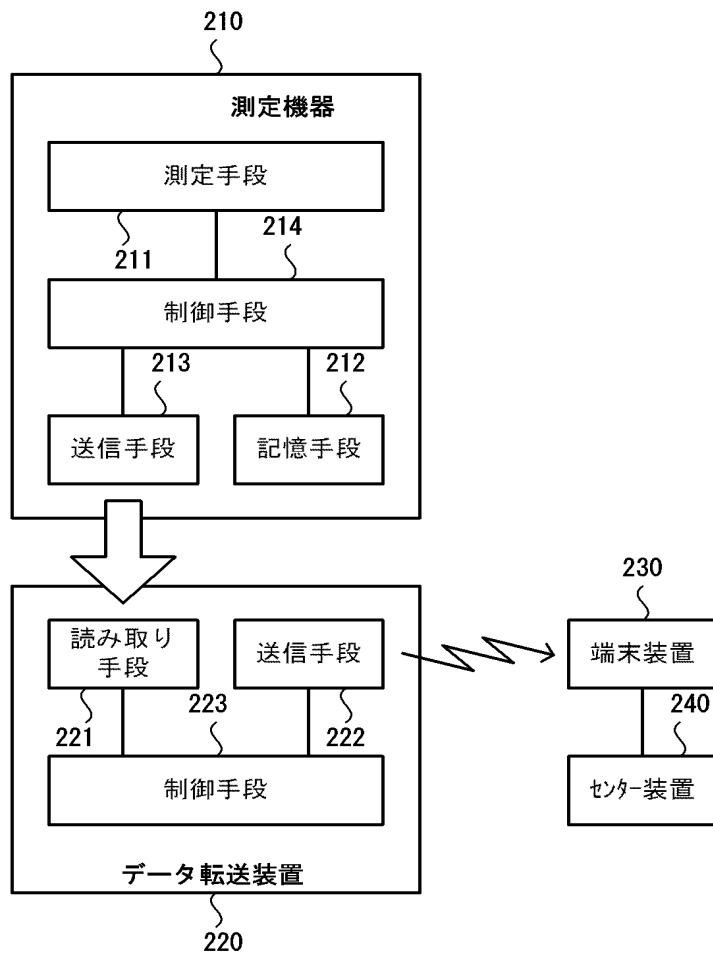 210
測定機器
測定手段
211
214
制御手段
213
212
送信手段
記憶手段
230
読み取り
手段
送信手段
端末装置
221
223
222
240
制御手段
ｾﾝﾀｰ装置
データ転送装置
220